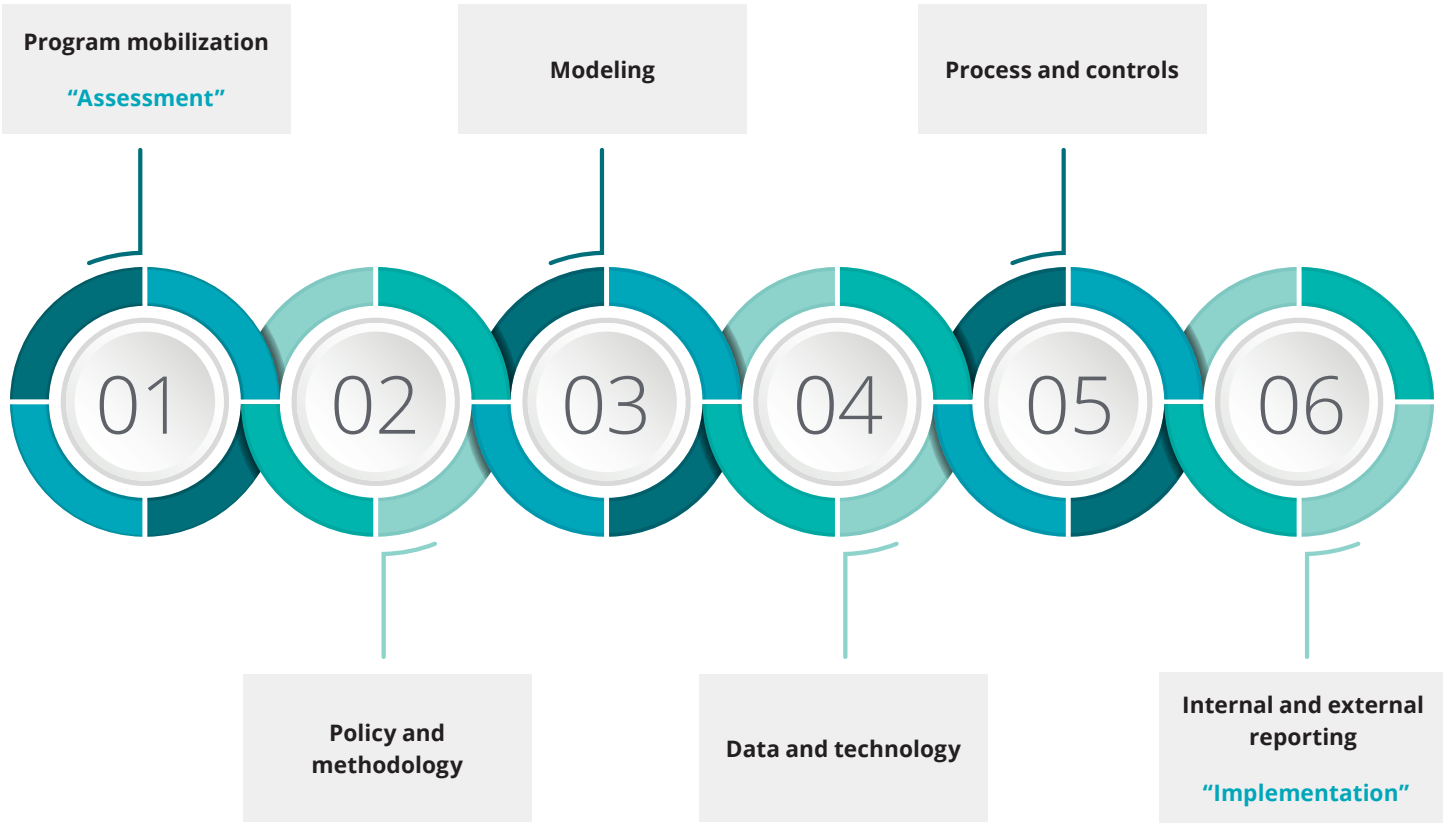 Program mobilization
“Assessment”
Modeling
Process and controls
01
02
03
04
05
06
Policy and
methodology
Data and technology
Internal and external
reporting
“Implementation”